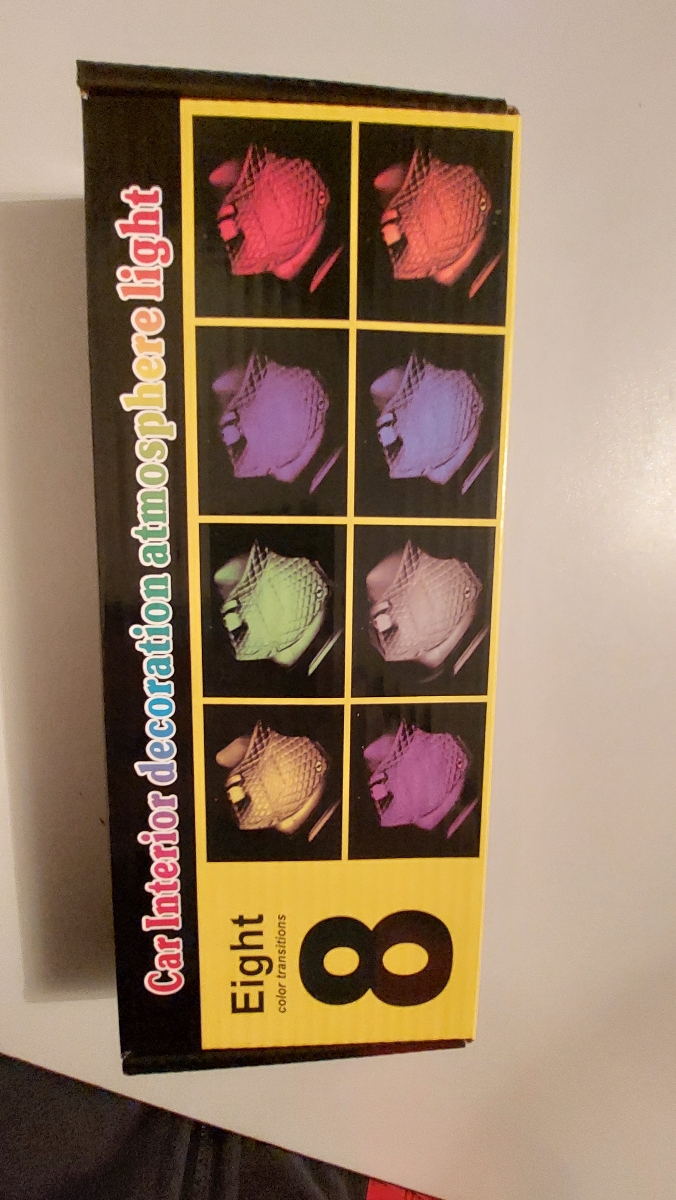 Car Interior decoration atmosphere light
Eight
color transitions
8